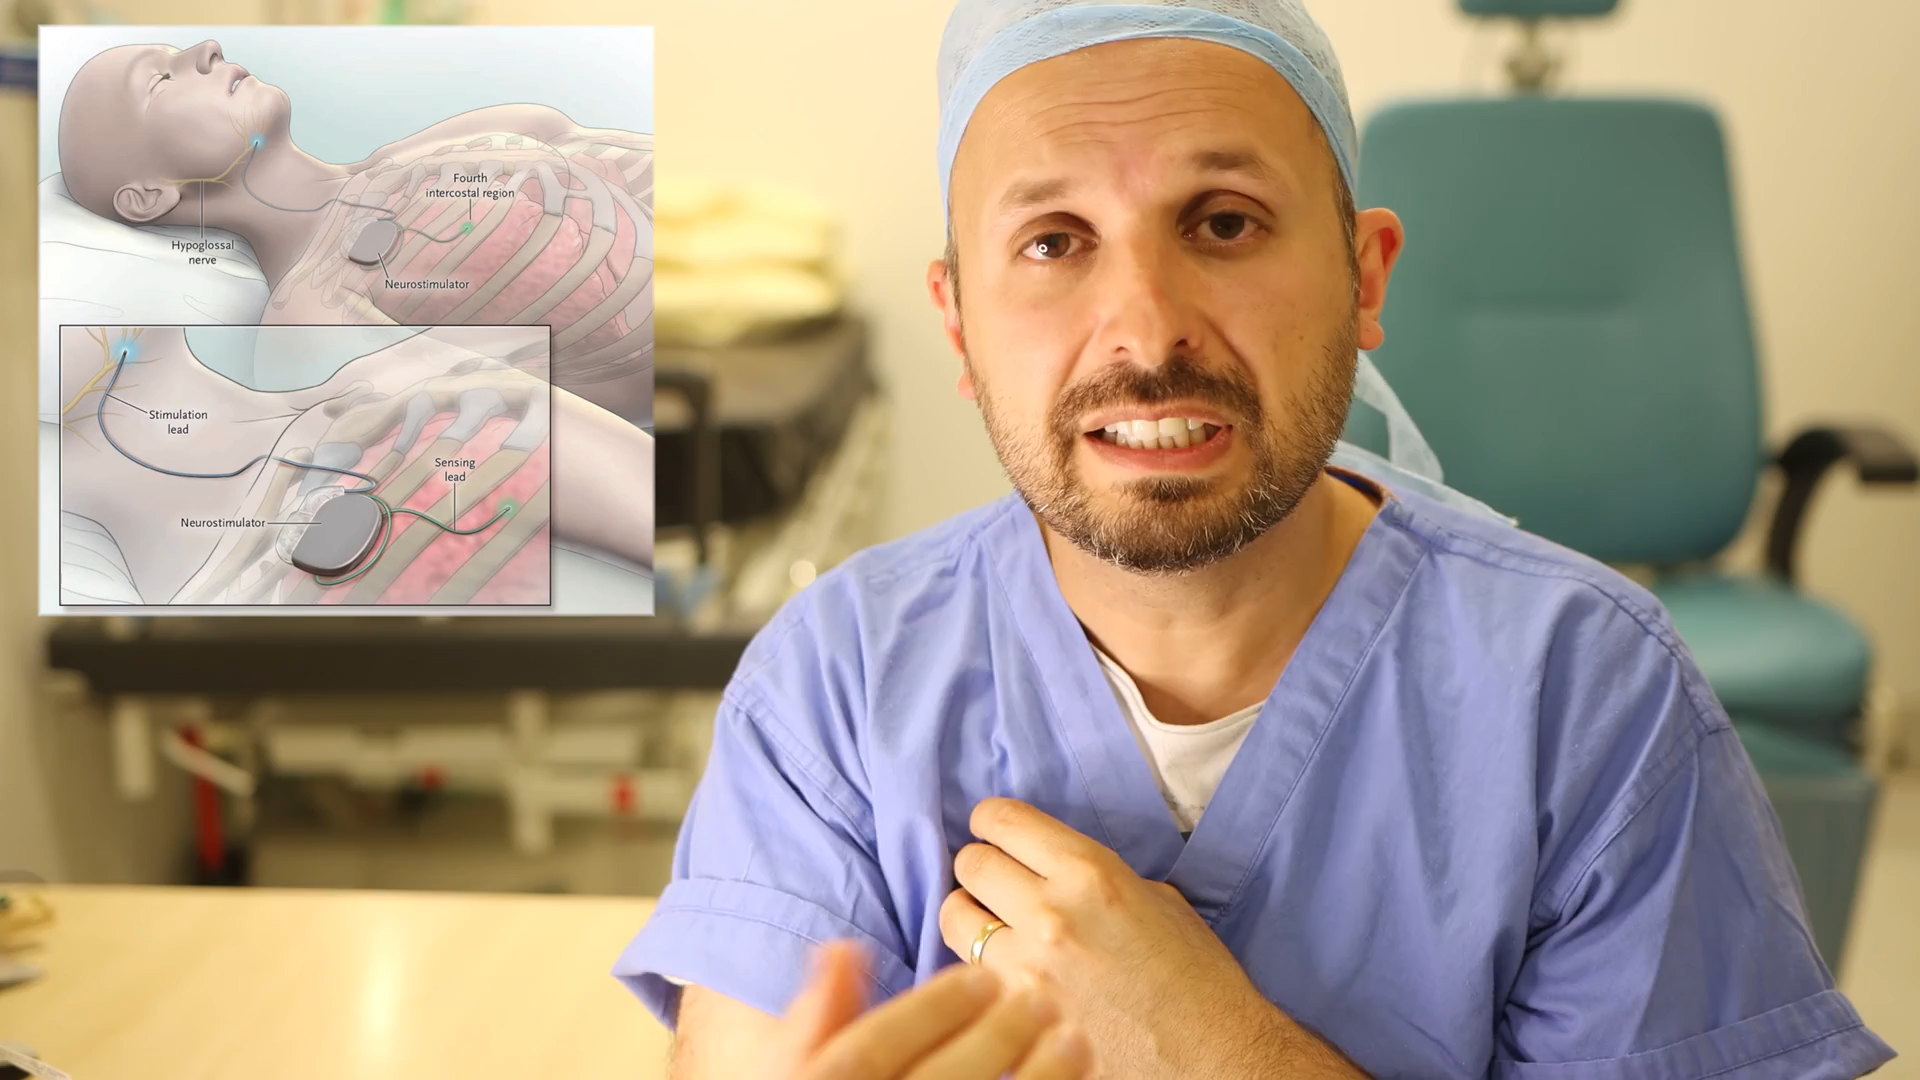 Fourth
intercostal region
Hypoglossal
nerve
Neurostimulator
Stimulation
lead
Sensing
lead
Neurostimulator